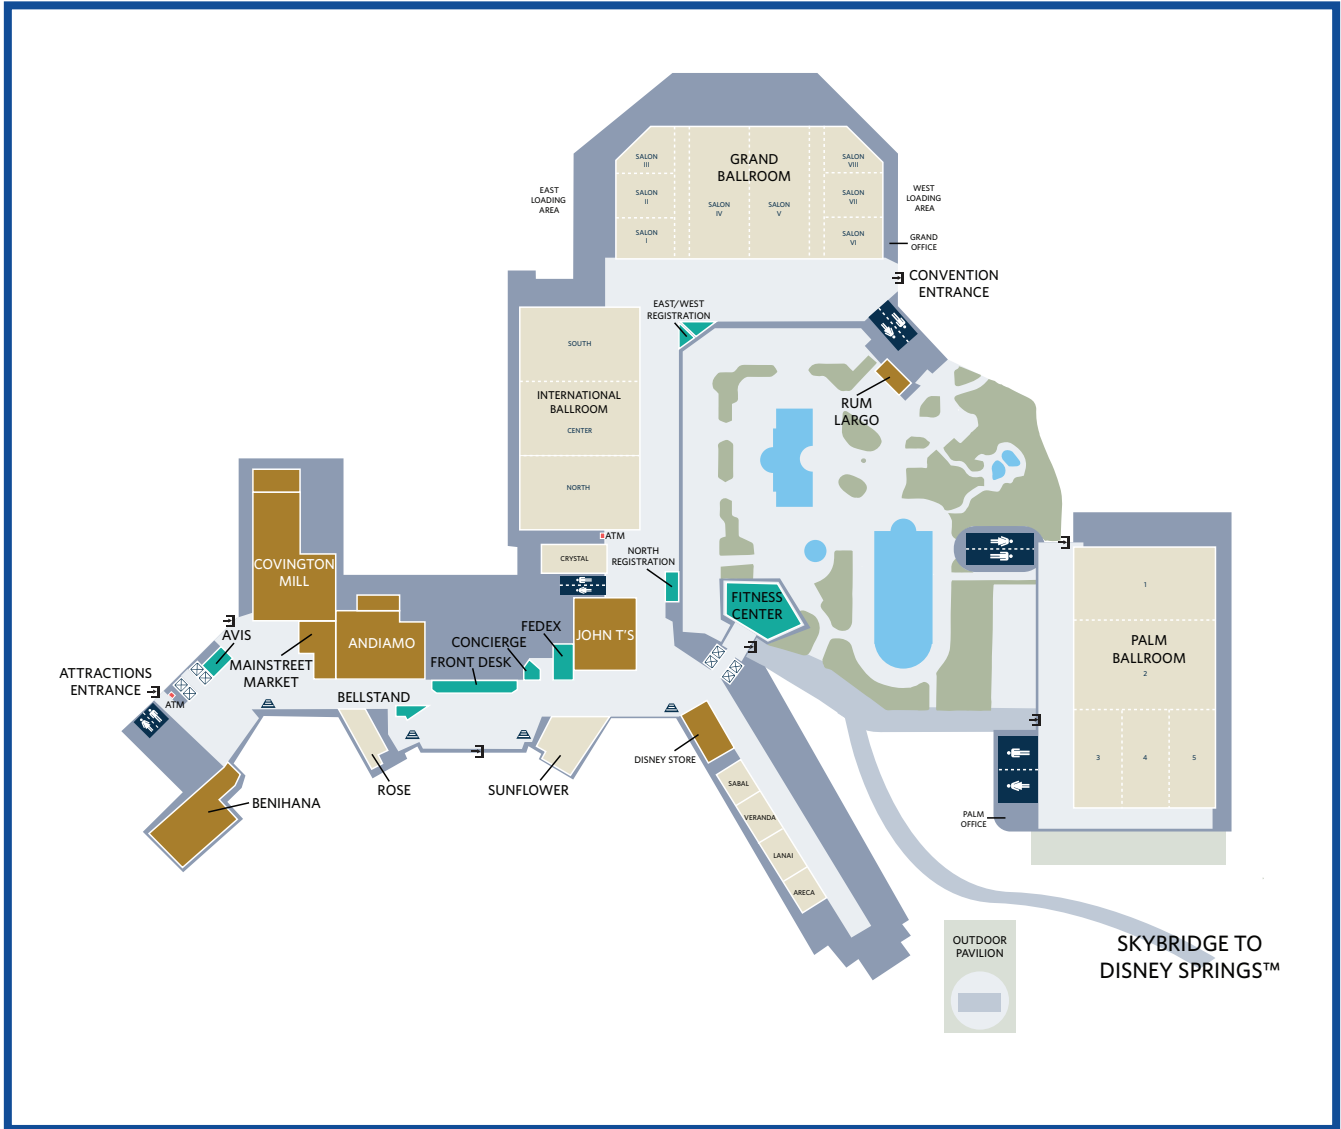 GRAND
BALLROOM
SALON
III
SALON
II
SALON
I
SALON
IV
SALON
V
SALON
VIII
SALON
VII
SALON
VI
EAST
LOADING
AREA
WEST
LOADING
AREA
GRAND
OFFICE
CONVENTION
ENTRANCE
EAST/WEST
REGISTRATION
SOUTH
INTERNATIONAL
BALLROOM
CENTER
NORTH
RUM
LARGO
ATM
CRYSTAL
NORTH
REGISTRATION
COVINGTON
MILL
FITNESS
CENTER
AVIS
ANDIAMO
FEDEX
JOHN T'S
CONCIERGE
FRONT DESK
MAINSTREET
MARKET
ATTRACTIONS
ENTRANCE
ATM
BELLSTAND
1
PALM
BALLROOM
2
3
4
5
DISNEY STORE
ROSE
SUNFLOWER
BENIHANA
SABAL
VERANDA
LANAI
ARECA
PALM
OFFICE
OUTDOOR
PAVILION
SKYBRIDGE TO
DISNEY SPRINGS™